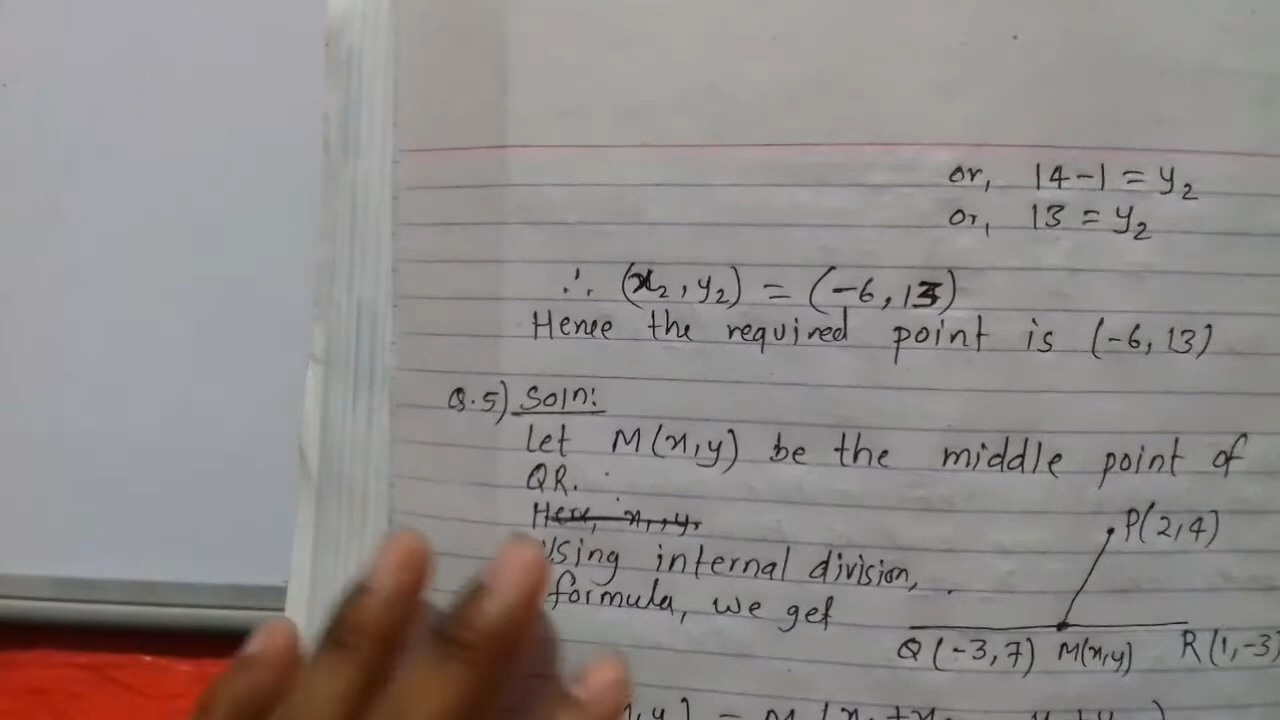 or, 14-1 = y₂
or, 13 = y₂
∴ (x₂, y₂) = (-6, 13)
Hence the required point is (-6, 13)
Q.5) Soln:
Let M(x,y) be the middle point of
QR.
Here, x₁, y₁
Using internal division,
formula, we get
P(2,4)
Q(-3,7) M(x,y) R(1,-3)